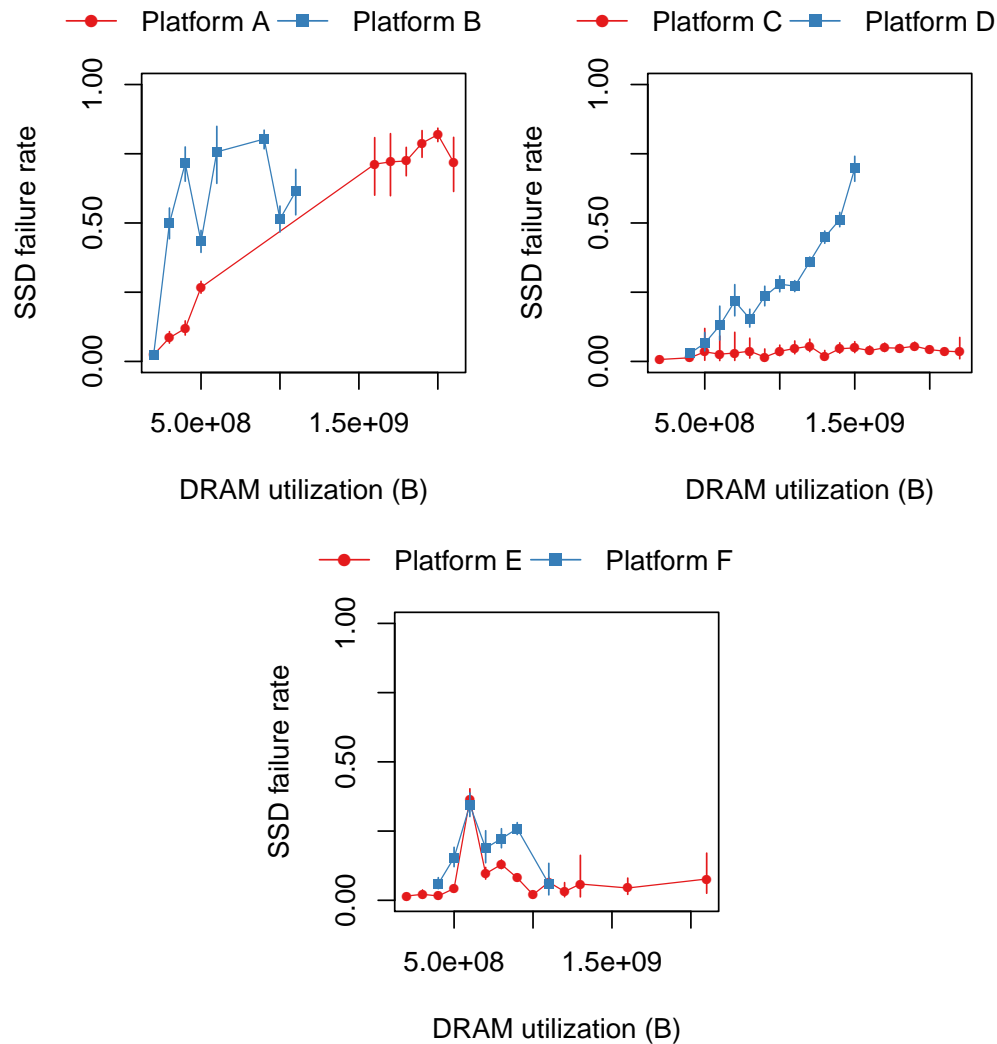 Platform A Platform B
SSD failure rate
0.00 0.50 1.00
5.0e+08 1.5e+09
DRAM utilization (B)
Platform C Platform D
SSD failure rate
0.00 0.50 1.00
5.0e+08 1.5e+09
DRAM utilization (B)
Platform E Platform F
SSD failure rate
0.00 0.50 1.00
5.0e+08 1.5e+09
DRAM utilization (B)